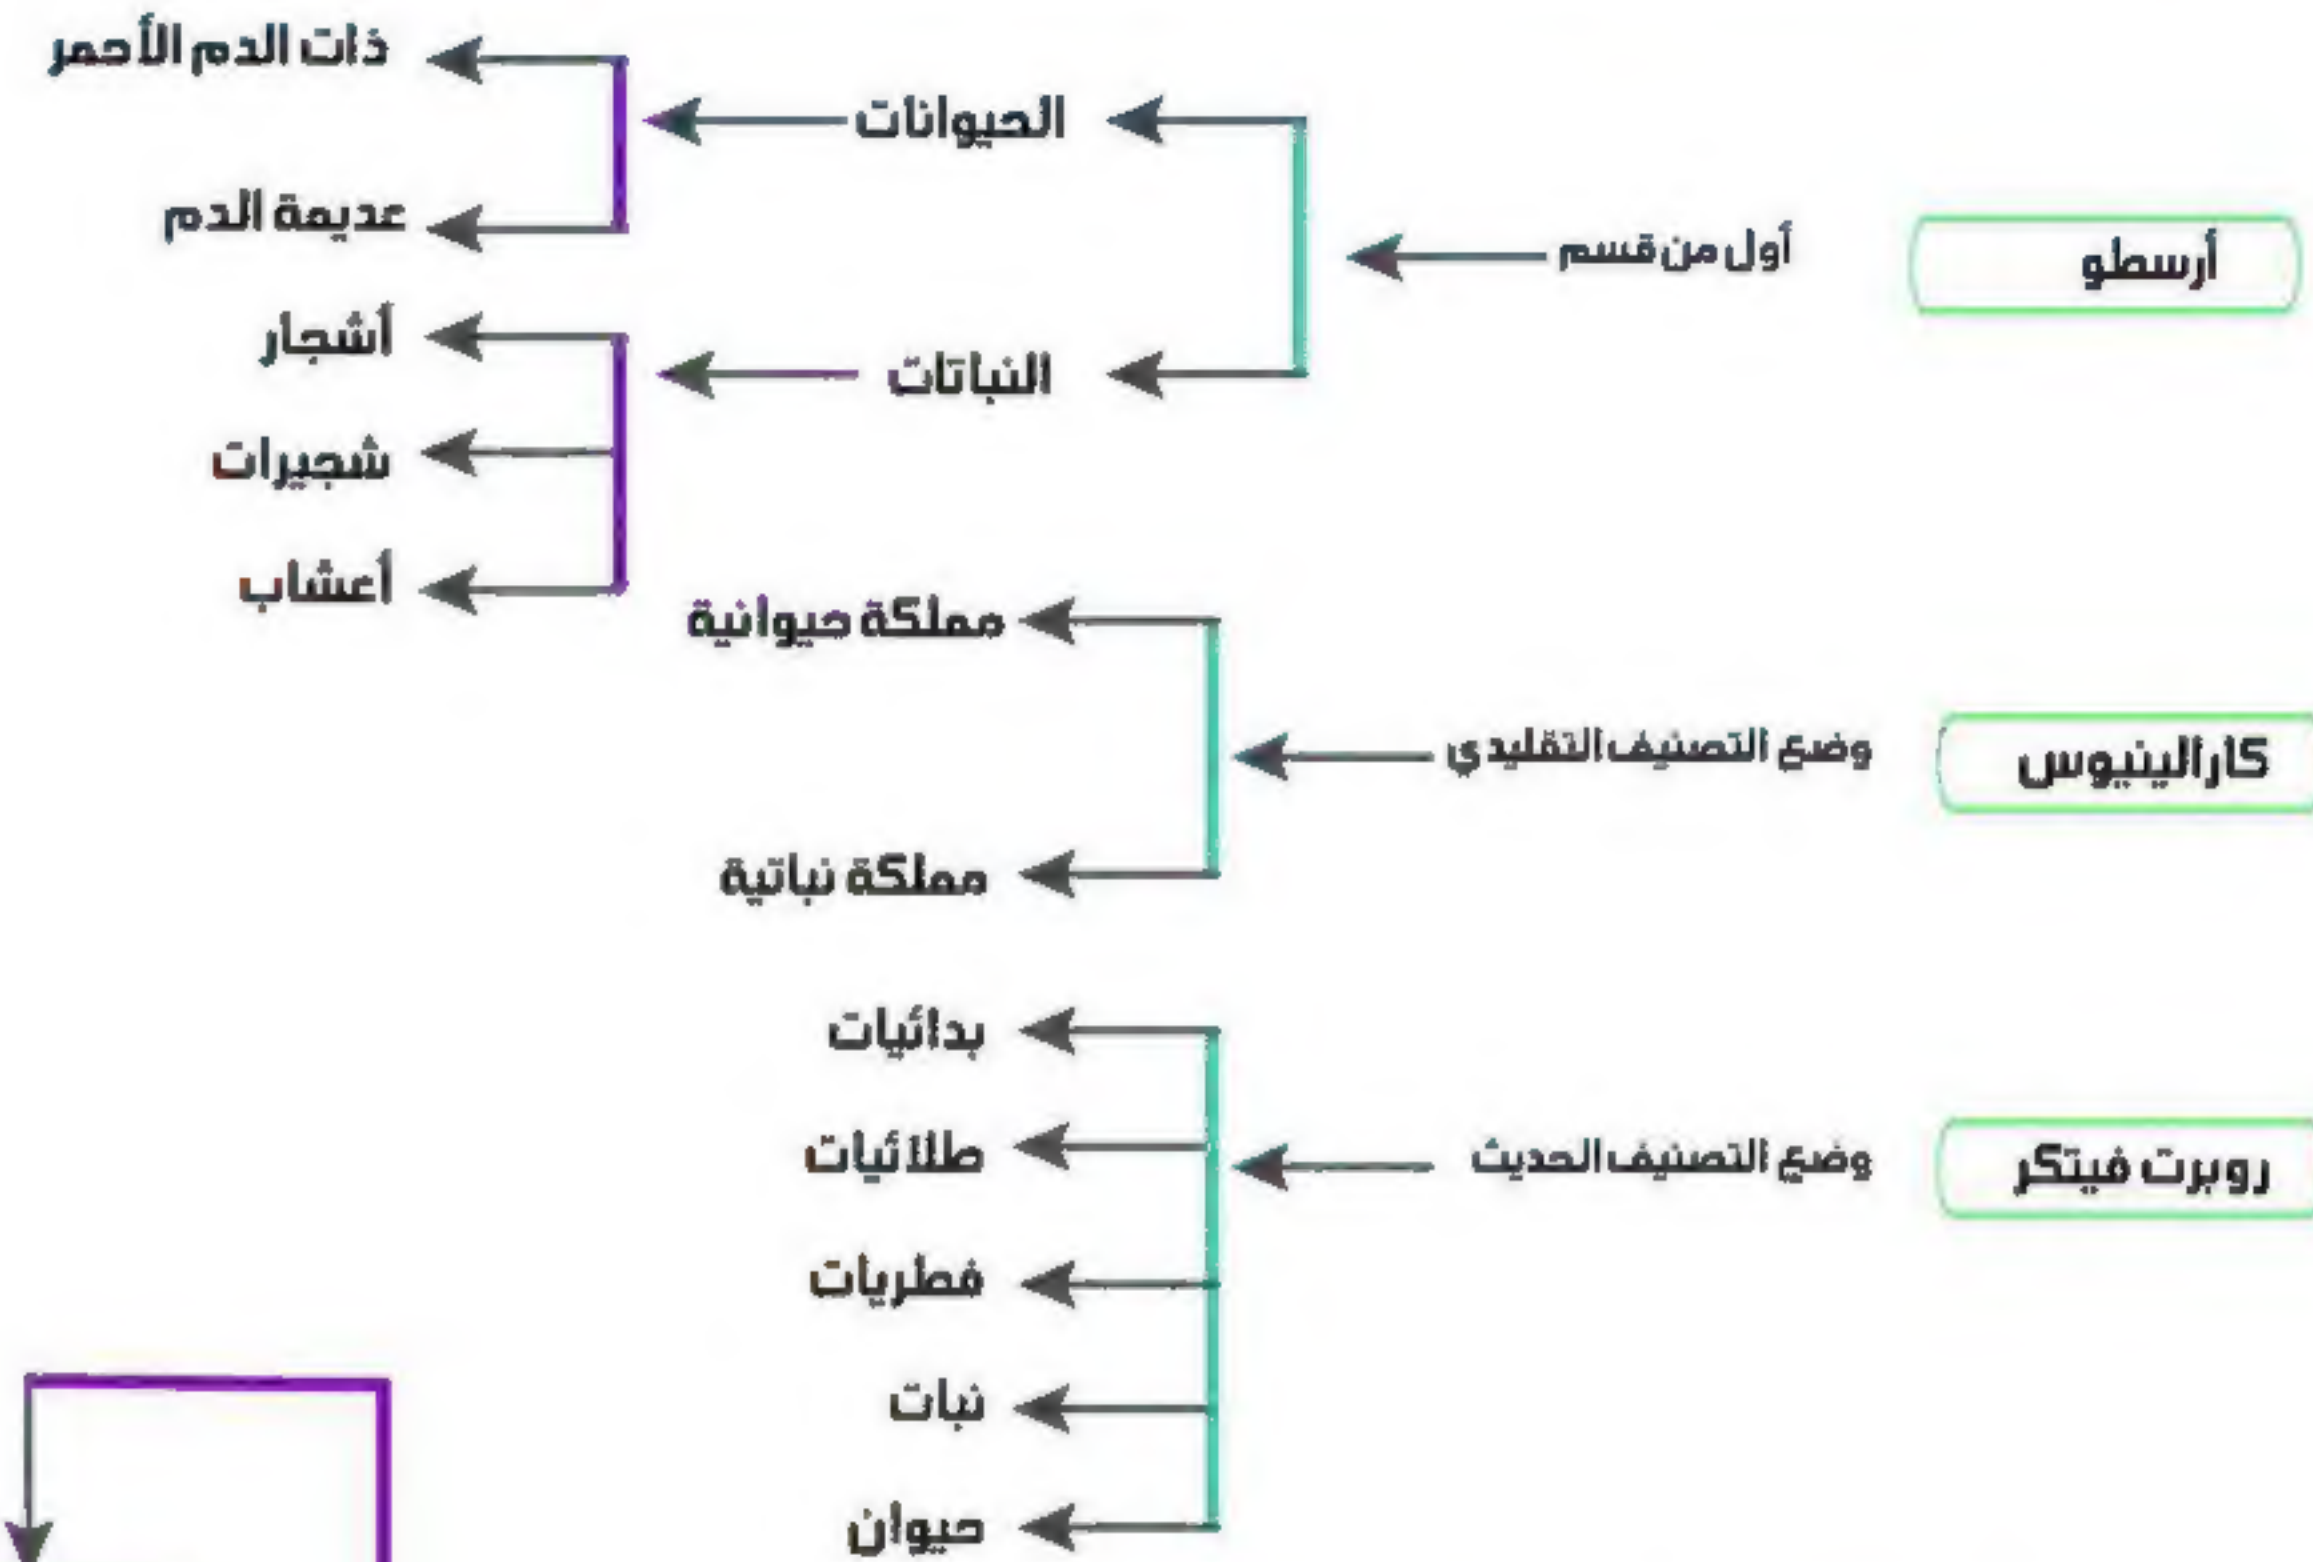 أرسطو
أول من قسم
الحيوانات
ذات الدم الأحمر
عديمة الدم
النباتات
أشجار
شجيرات
أعشاب
كارالينيوس
وضع التصنيف التقليدي
مملكة حيوانية
مملكة نباتية
روبرت فيتكر
وضع التصنيف الحديث
بدائيات
طلائيات
فطريات
نبات
حيوان